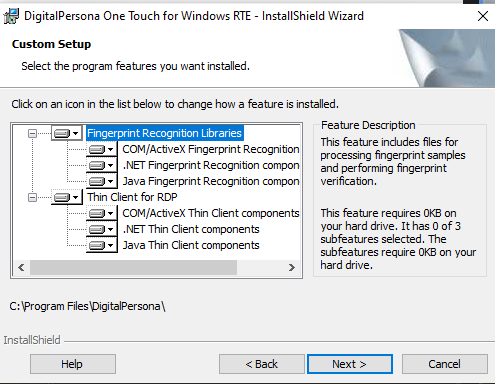 DigitalPersona One Touch for Windows RTE - InstallShield Wizard
Custom Setup
Select the program features you want installed.
Click on an icon in the list below to change how a feature is installed.
Fingerprint Recognition Libraries
COM/ActiveX Fingerprint Recognition
.NET Fingerprint Recognition compon
Java Fingerprint Recognition compon
Thin Client for RDP
COM/ActiveX Thin Client components
.NET Thin Client components
Java Thin Client components
Feature Description
This feature includes files for
processing fingerprint samples
and performing fingerprint
verification.
This feature requires 0KB on
your hard drive. It has 0 of 3
subfeatures selected. The
subfeatures require 0KB on your
hard drive.
C:\Program Files\DigitalPersona\
InstallShield
Help
< Back
Next >
Cancel